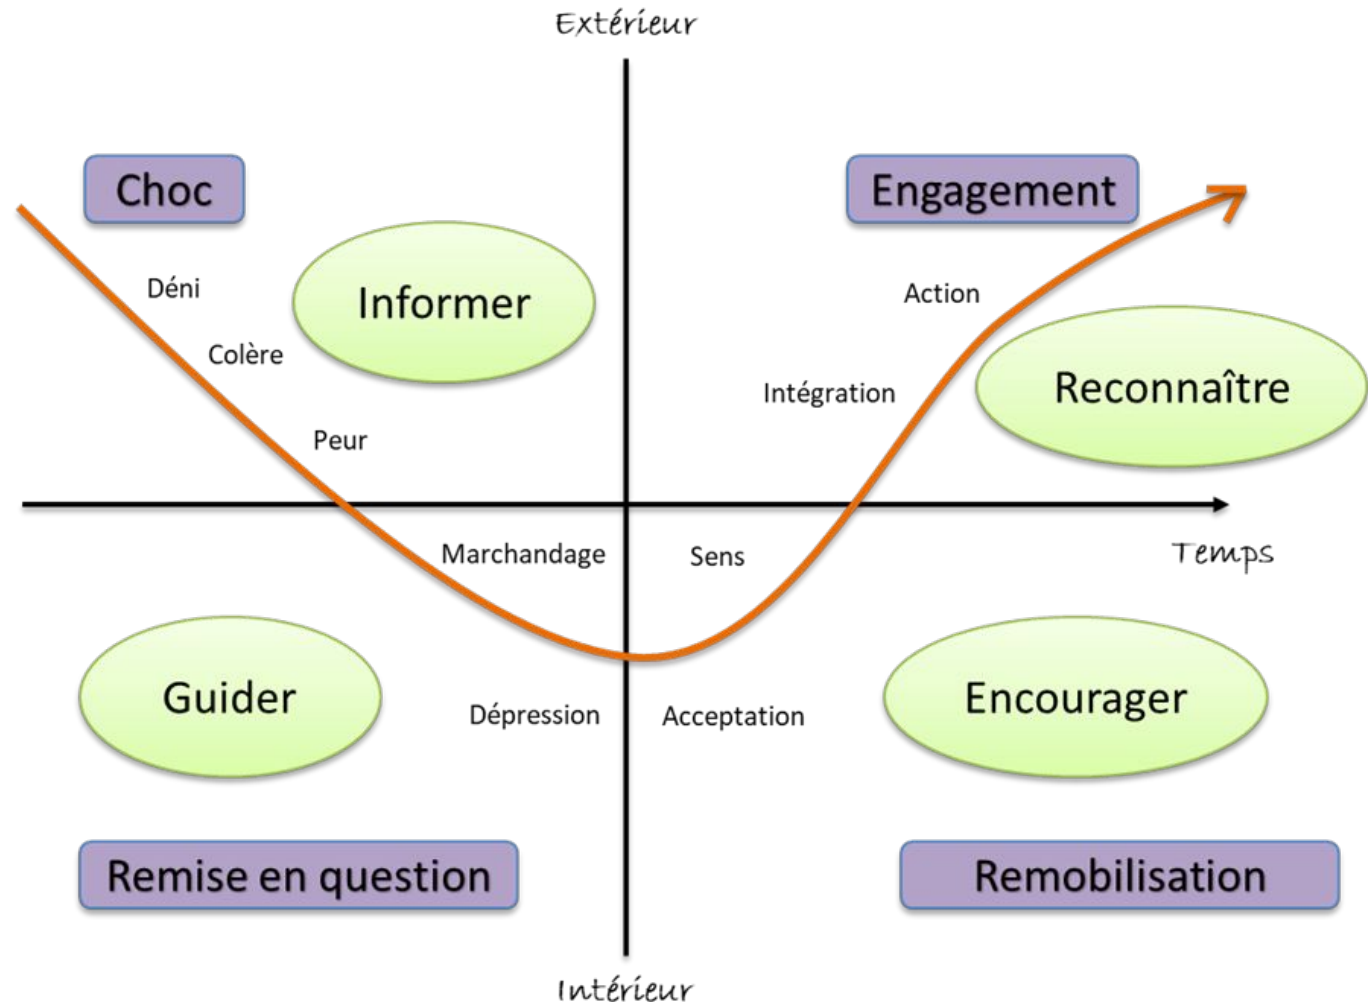 Extérieur
Choc
Engagement
Déni
Informer
Action
Colère
Reconnaître
Intégration
Peur
Marchandage
Sens
Temps
Guider
Encourager
Dépression
Acceptation
Remise en question
Remobilisation
Intérieur